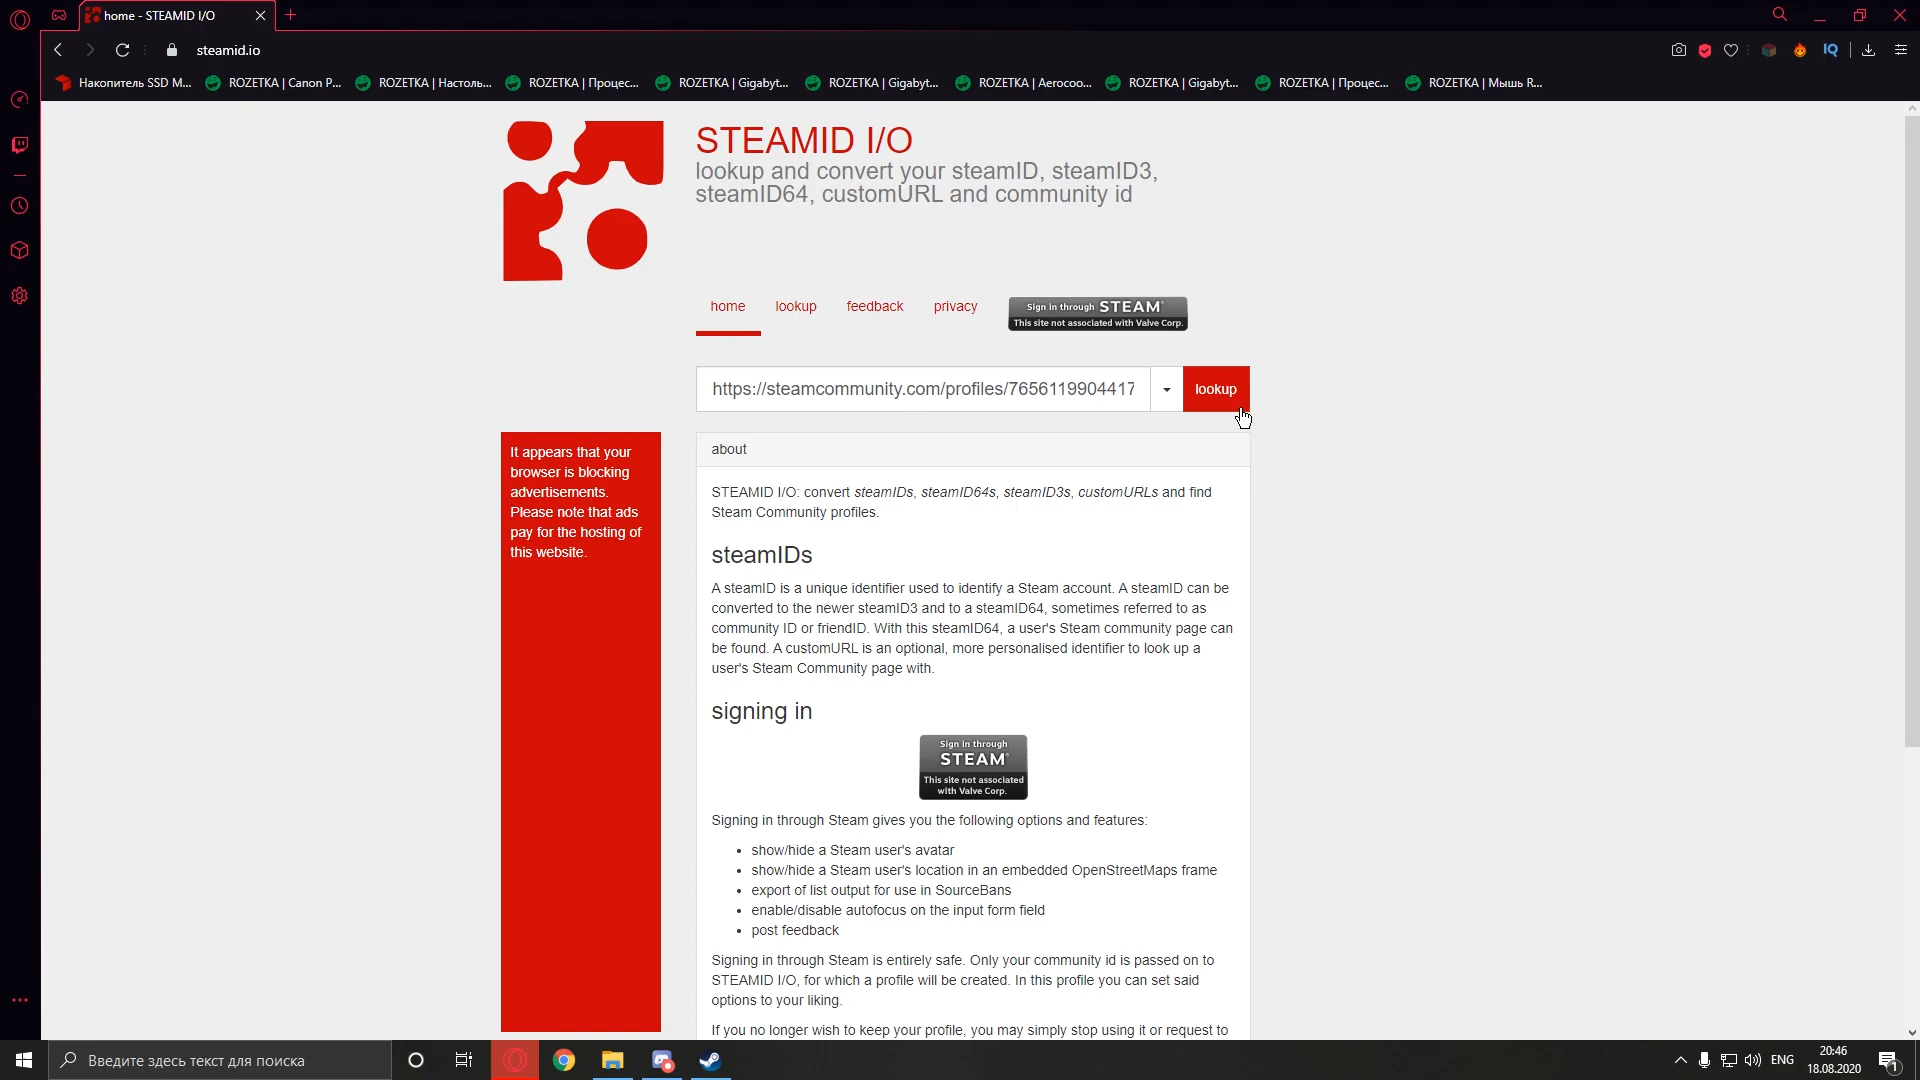 home - STEAMID I/O
steamid.io
IQ
Накопитель SSD M...
ROZETKA | Canon P...
ROZETKA | Настоль...
ROZETKA | Процес...
ROZETKA | Gigabyt...
ROZETKA | Gigabyt...
ROZETKA | Aerocoo...
ROZETKA | Gigabyt...
ROZETKA | Процес...
ROZETKA | Мышь R...
STEAMID I/O
lookup and convert your steamID, steamID3,
steamID64, customURL and community id
home
lookup
feedback
privacy
Sign in through STEAM
This site not associated with Valve Corp.
https://steamcommunity.com/profiles/7656119904417
lookup
It appears that your
browser is blocking
advertisements.
Please note that ads
pay for the hosting of
this website.
about
STEAMID I/O: convert steamIDs, steamID64s, steamID3s, customURLs and find
Steam Community profiles.
steamIDs
A steamID is a unique identifier used to identify a Steam account. A steamID can be
converted to the newer steamID3 and to a steamID64, sometimes referred to as
community ID or friendID. With this steamID64, a user's Steam community page can
be found. A customURL is an optional, more personalised identifier to look up a
user's Steam Community page with.
signing in
Sign in through
STEAM
This site not associated
with Valve Corp.
Signing in through Steam gives you the following options and features:
• show/hide a Steam user's avatar
• show/hide a Steam user's location in an embedded OpenStreetMaps frame
• export of list output for use in SourceBans
• enable/disable autofocus on the input form field
• post feedback
Signing in through Steam is entirely safe. Only your community id is passed on to
STEAMID I/O, for which a profile will be created. In this profile you can set said
options to your liking.
If you no longer wish to keep your profile, you may simply stop using it or request to
Введите здесь текст для поиска
ENG
20:46
18.08.2020
1